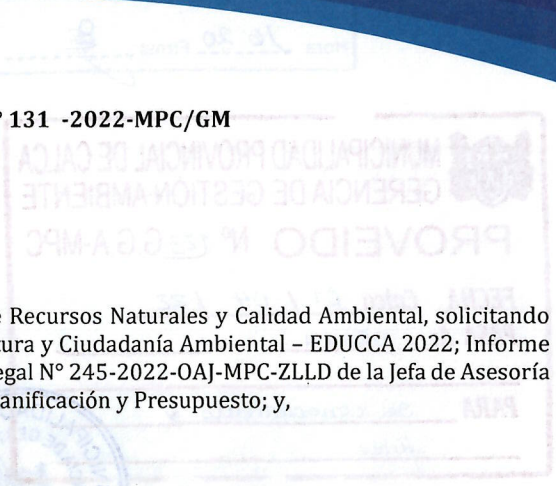 ° 131 -2022-MPC/GM
MUNICIPALIDAD PROVINCIAL DE CALCA
GERENCIA DE GESTIÓN AMBIENTE
PROVEIDO N° GGA-MPC
FECHA
e Recursos Naturales y Calidad Ambiental, solicitando
tura y Ciudadanía Ambiental – EDUCCA 2022; Informe
egal N° 245-2022-OAJ-MPC-ZLLD de la Jefa de Asesoría
anificación y Presupuesto; y,
PARA